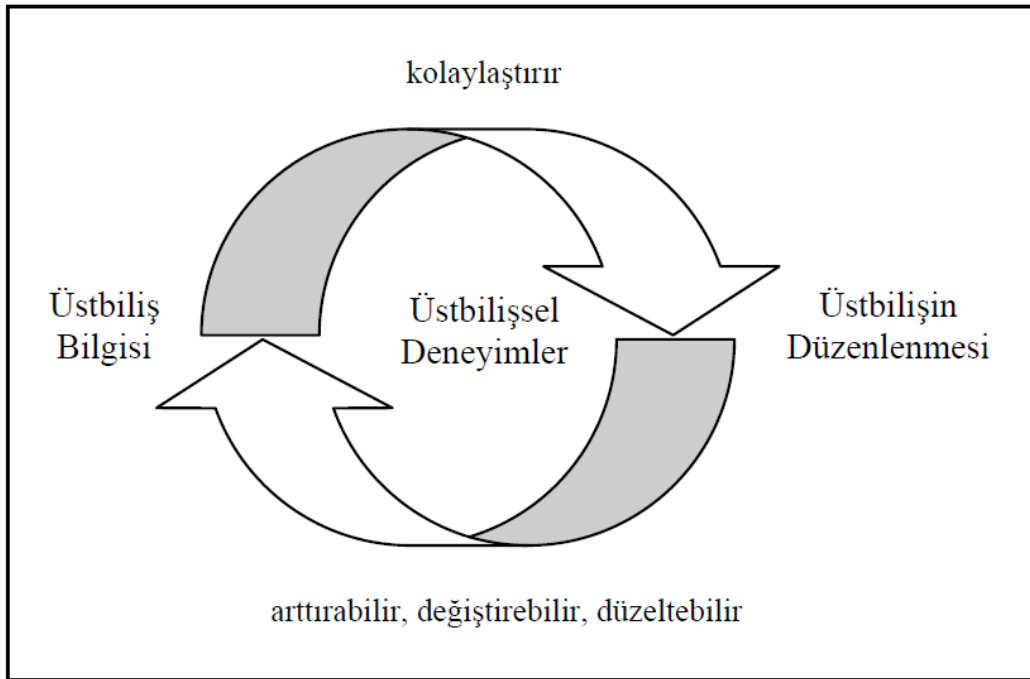 kolaylaştırır
Üstbiliş
Bilgisi
Üstbilişsel
Deneyimler
Üstbilişin
Düzenlenmesi
arttırabilir, değiştirebilir, düzeltebilir